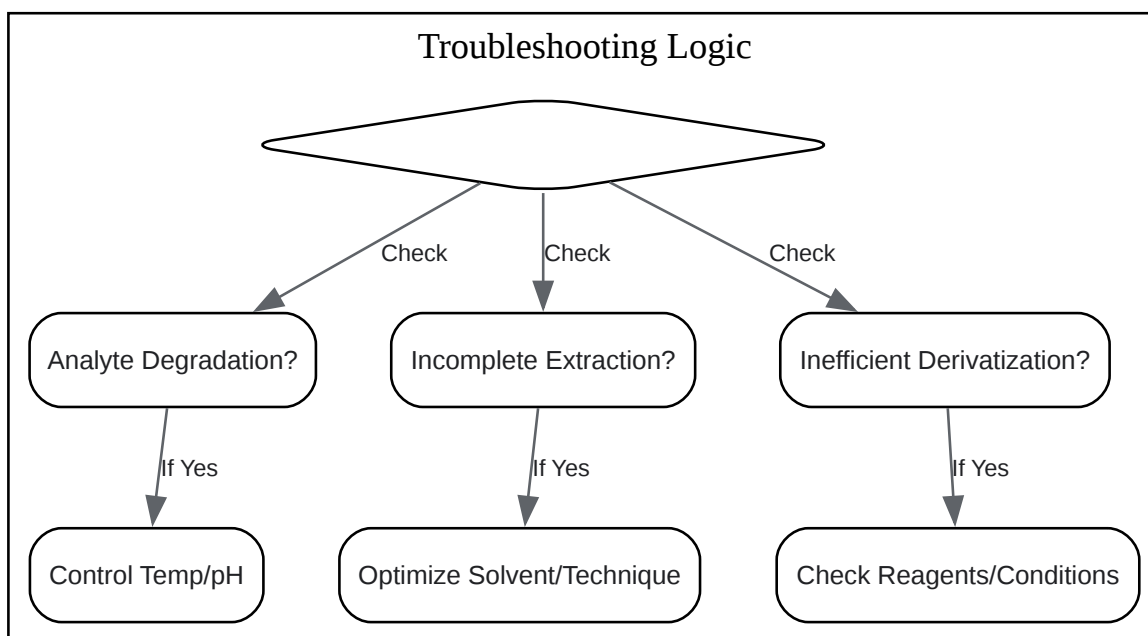 Troubleshooting Logic
Check
Check
Check
Analyte Degradation?
Incomplete Extraction?
Inefficient Derivatization?
If Yes
If Yes
If Yes
Control Temp/pH
Optimize Solvent/Technique
Check Reagents/Conditions